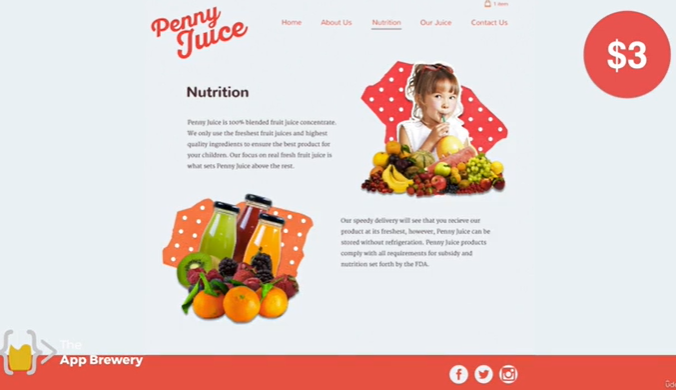 Penny
Juice
1 item
Home About Us Nutrition Our Juice Contact Us
$3
Nutrition
Penny Juice is 100% blended fruit juice concentrate.
We only use the freshest fruit juices and highest
quality ingredients to ensure the best product for
your children. Our focus on real fresh fruit juice is
what sets Penny Juice above the rest.
Our speedy delivery will see that you recieve our
product at its freshest, however, Penny Juice can be
stored without refrigeration. Penny Juice products
comply with all requirements for subsidy and
nutrition set forth by the FDA.
The
App Brewery